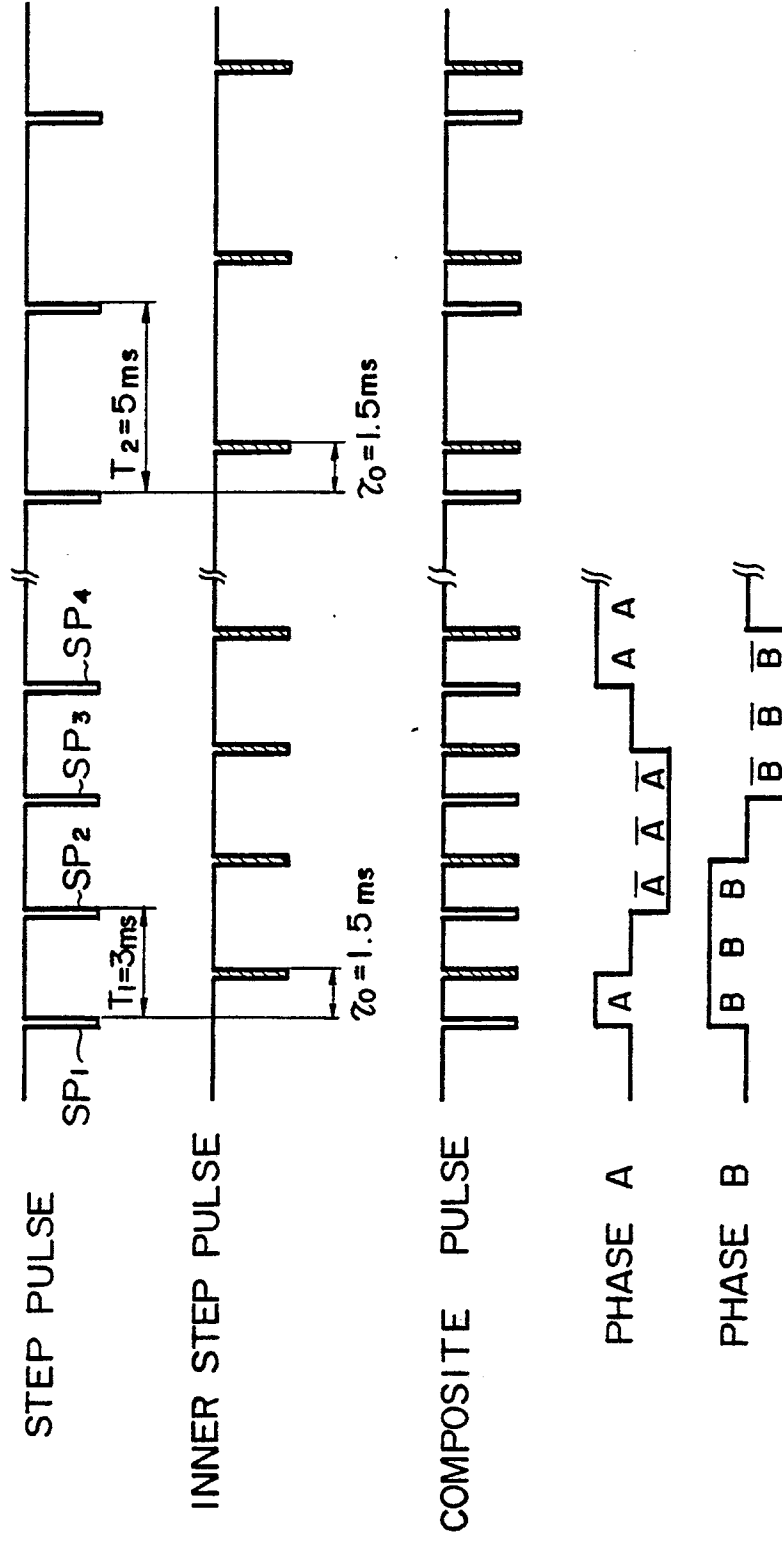 STEP PULSE
SP1 SP2 SP3 SP4
T1=3ms T2=5ms
INNER STEP PULSE
τ0=1.5ms τ0=1.5ms
COMPOSITE PULSE
PHASE A
A A̅ A̅ A̅ A A
PHASE B
B B B B̅ B̅ B̅